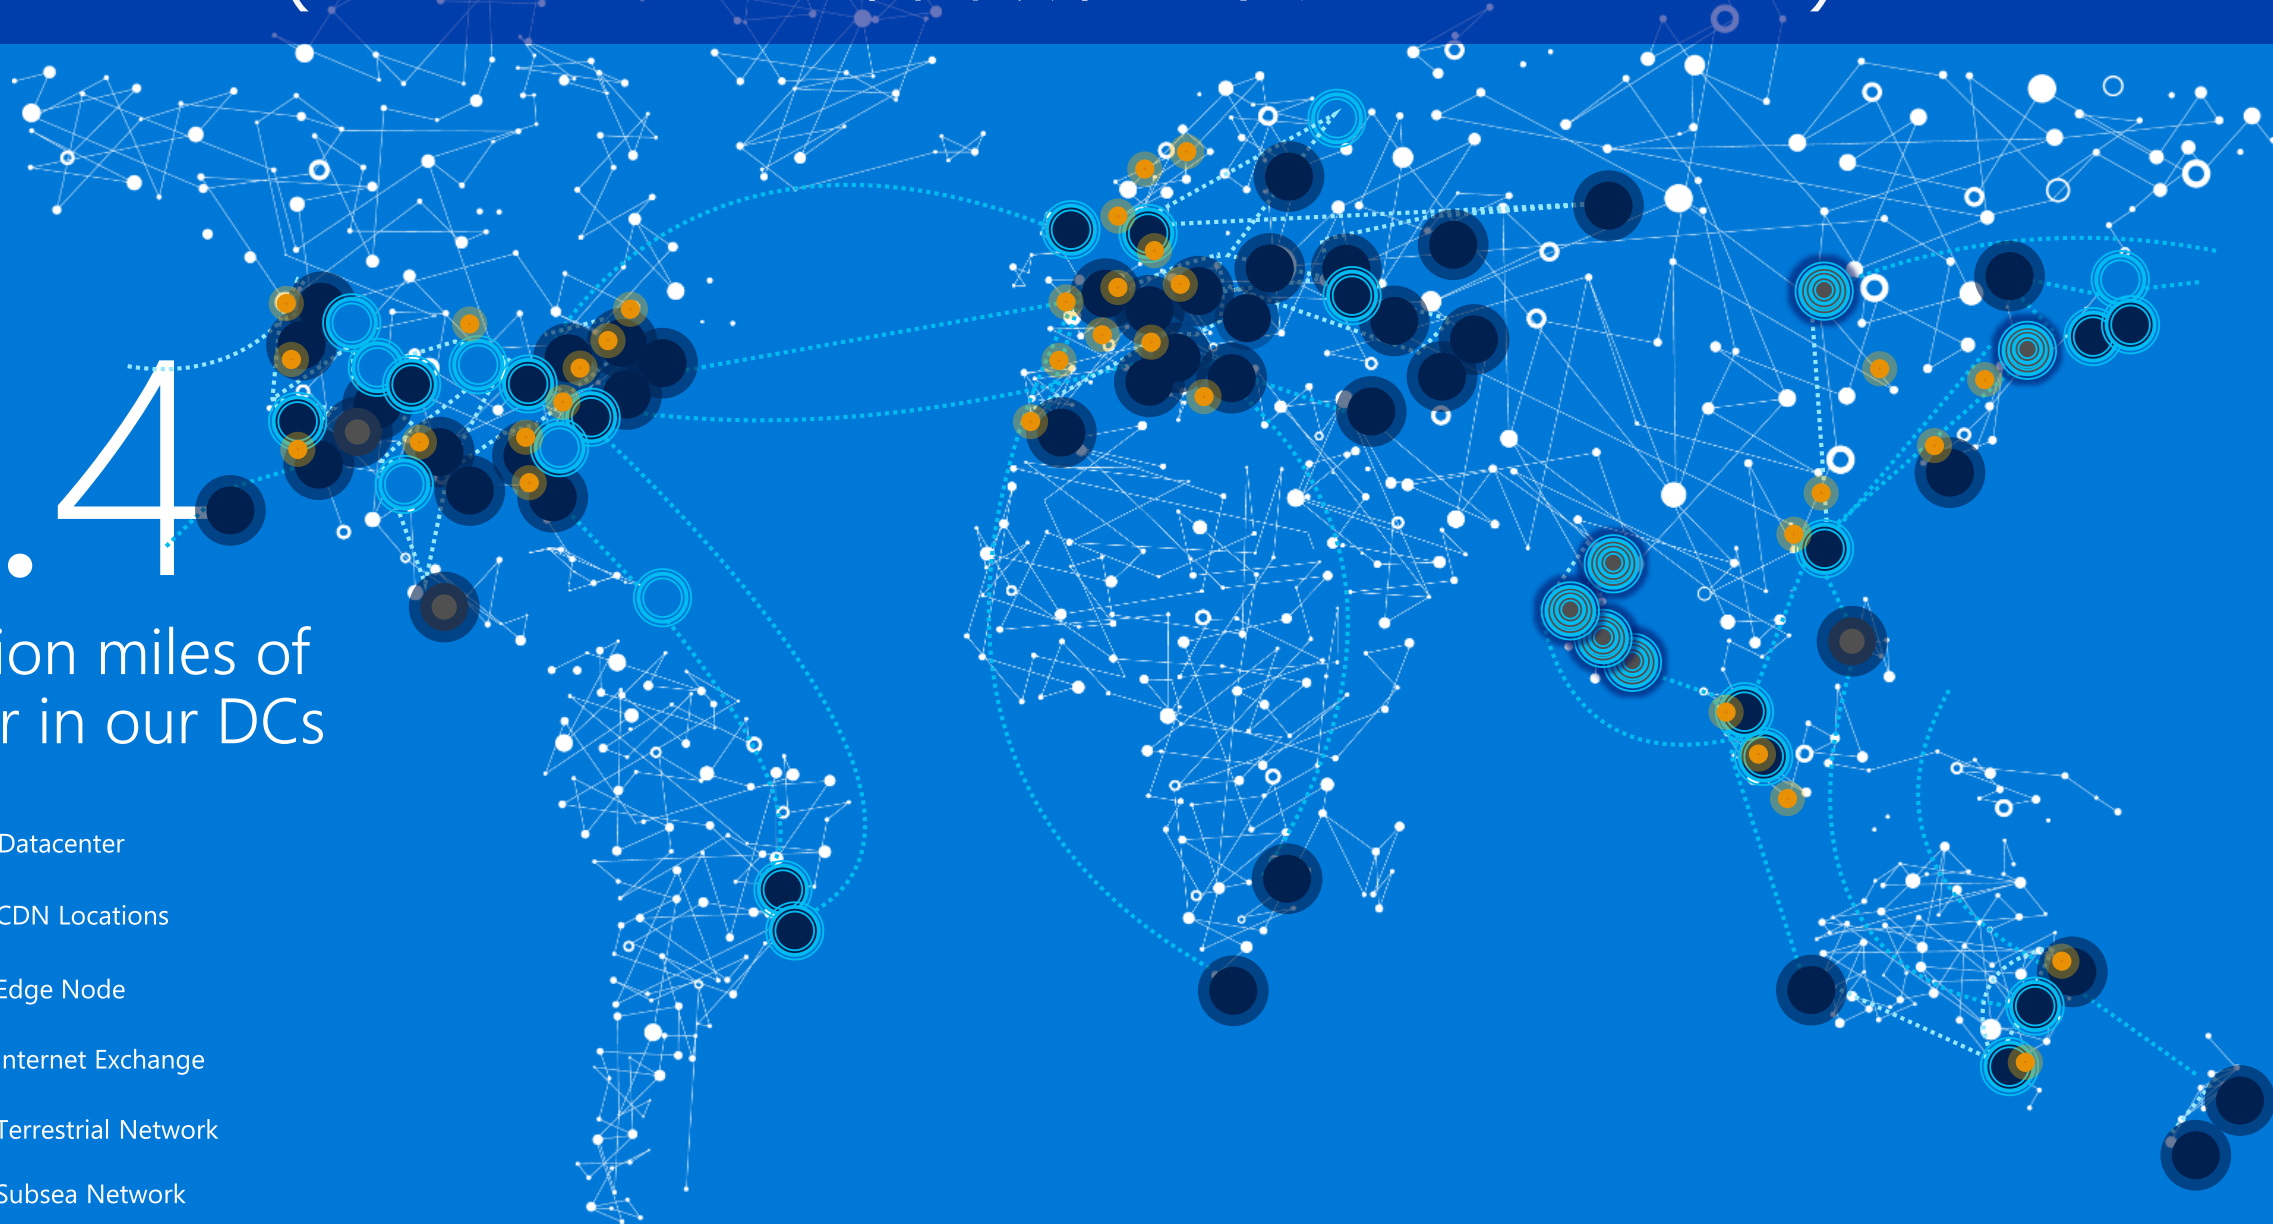 .4
ion miles of
r in our DCs
Datacenter
CDN Locations
Edge Node
nternet Exchange
Terrestrial Network
Subsea Network